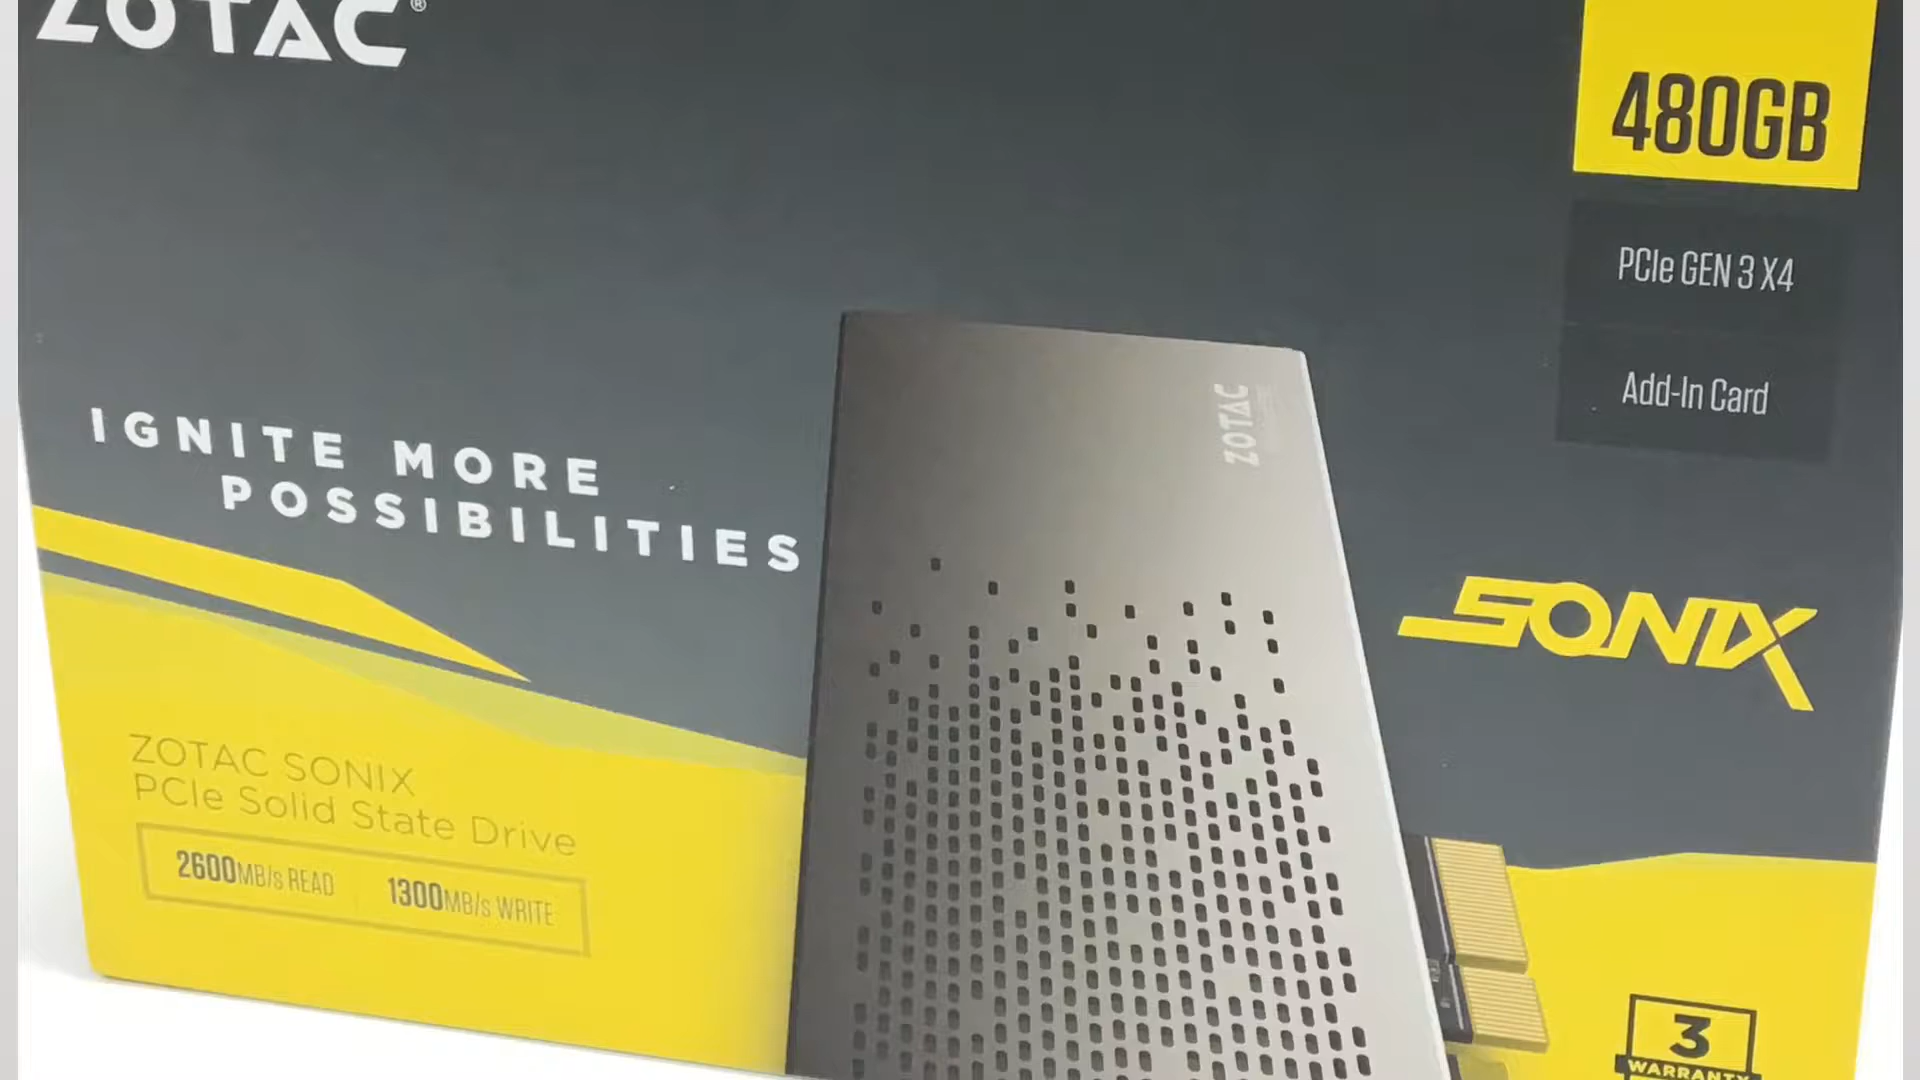 ZOTAC®
480GB
PCIe GEN 3 X4
Add-In Card
ZOTAC
IGNITE MORE
POSSIBILITIES
SONIX
ZOTAC SONIX
PCIe Solid State Drive
2600MB/s READ 1300MB/s WRITE
3
WARRANTY